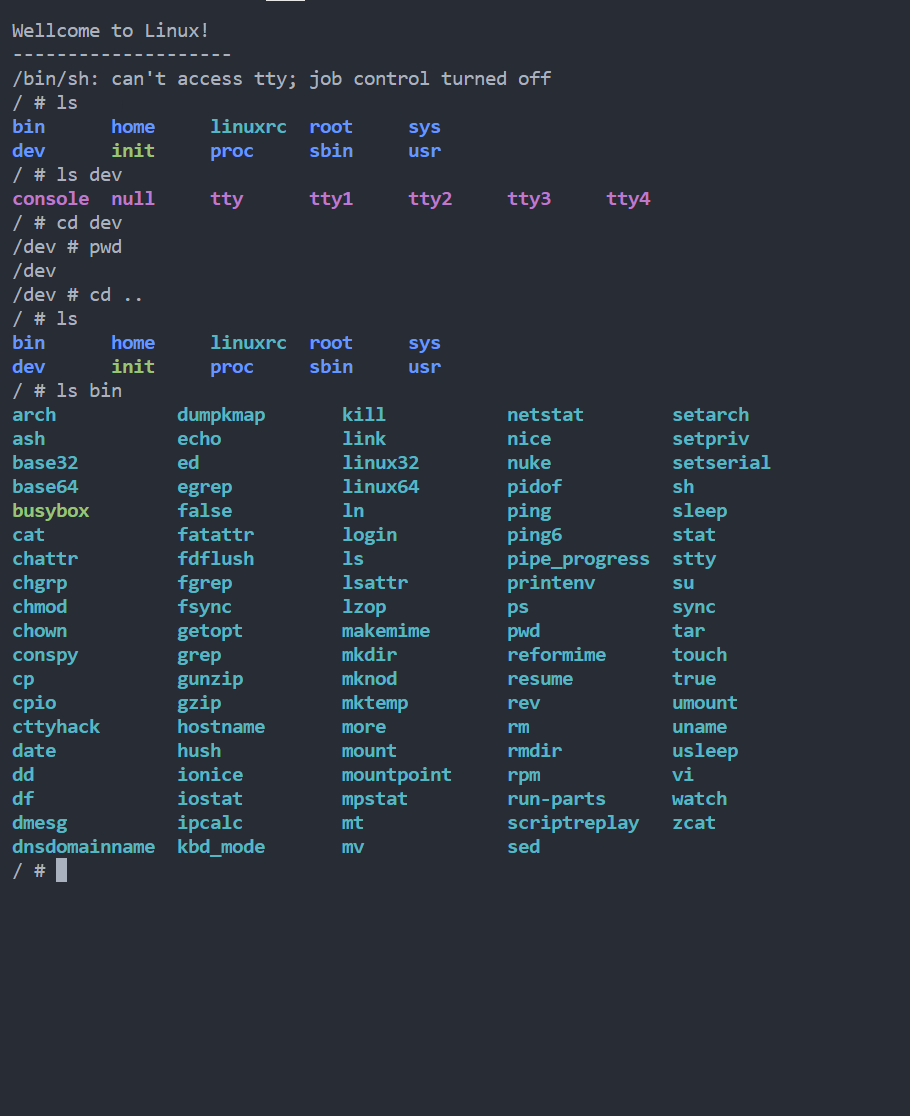 Wellcome to Linux!
--------------------
/bin/sh: can't access tty; job control turned off
/ # ls
bin      home     linuxrc  root     sys
dev      init     proc     sbin     usr
/ # ls dev
console  null     tty      tty1     tty2     tty3     tty4
/ # cd dev
/dev # pwd
/dev
/dev # cd ..
/ # ls
bin      home     linuxrc  root     sys
dev      init     proc     sbin     usr
/ # ls bin
arch           dumpkmap       kill           netstat        setarch
ash            echo           link           nice           setpriv
base32         ed             linux32        nuke           setserial
base64         egrep          linux64        pidof          sh
busybox        false          ln             ping           sleep
cat            fatattr        login          ping6          stat
chattr         fdflush        ls             pipe_progress  stty
chgrp          fgrep          lsattr         printenv       su
chmod          fsync          lzop           ps             sync
chown          getopt         makemime       pwd            tar
conspy         grep           mkdir          reformime      touch
cp             gunzip         mknod          resume         true
cpio           gzip           mktemp         rev            umount
cttyhack       hostname       more           rm             uname
date           hush           mount          rmdir          usleep
dd             ionice         mountpoint     rpm            vi
df             iostat         mpstat         run-parts      watch
dmesg          ipcalc         mt             scriptreplay   zcat
dnsdomainname  kbd_mode       mv             sed
/ #